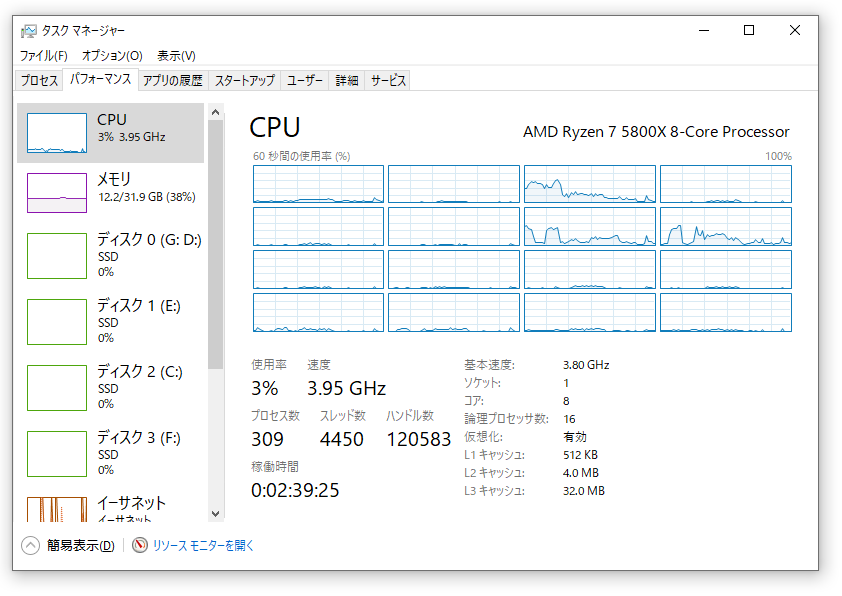 タスク マネージャー
ファイル(F) オプション(O) 表示(V)
プロセス パフォーマンス アプリの履歴 スタートアップ ユーザー 詳細 サービス
CPU
3% 3.95 GHz
メモリ
12.2/31.9 GB (38%)
ディスク 0 (G: D:)
SSD
0%
ディスク 1 (E:)
SSD
0%
ディスク 2 (C:)
SSD
0%
ディスク 3 (F:)
SSD
0%
イーサネット
イーサネット
CPU
AMD Ryzen 7 5800X 8-Core Processor
60 秒間の使用率 (%)
100%
使用率 速度
3% 3.95 GHz
プロセス数 スレッド数 ハンドル数
309 4450 120583
稼働時間
0:02:39:25
基本速度: 3.80 GHz
ソケット: 1
コア: 8
論理プロセッサ数: 16
仮想化: 有効
L1 キャッシュ: 512 KB
L2 キャッシュ: 4.0 MB
L3 キャッシュ: 32.0 MB
簡易表示(D)
リソース モニターを開く